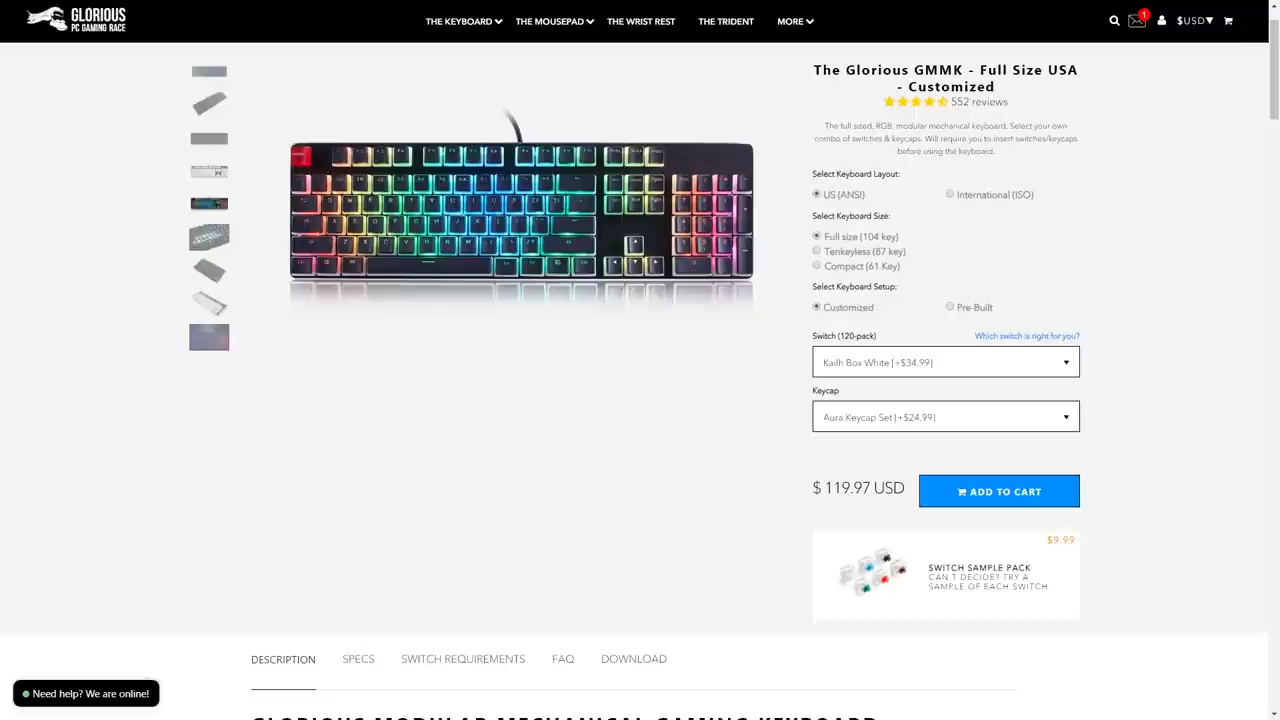 GLORIOUS
PC GAMING RACE
THE KEYBOARD
THE MOUSEPAD
THE WRIST REST
THE TRIDENT
MORE
1
$USD▼
The Glorious GMMK - Full Size USA
- Customized
552 reviews
The full sized, RGB, modular mechanical keyboard. Select your own
combo of switches & keycaps. Will require you to insert switches/keycaps
before using the keyboard.
Select Keyboard Layout:
US (ANSI)
International (ISO)
Select Keyboard Size:
Full size (104 key)
Tenkeyless (87 key)
Compact (61 Key)
Select Keyboard Setup:
Customized
Pre-Built
Switch (120-pack)
Which switch is right for you?
Kailh Box White [+$34.99]
Keycap
Aura Keycap Set [+$24.99]
$ 119.97 USD
ADD TO CART
$9.99
SWITCH SAMPLE PACK
CAN T DECIDE? TRY A
SAMPLE OF EACH SWITCH
DESCRIPTION
SPECS
SWITCH REQUIREMENTS
FAQ
DOWNLOAD
Need help? We are online!
GLORIOUS MODULAR MECHANICAL GAMING KEYBOARD